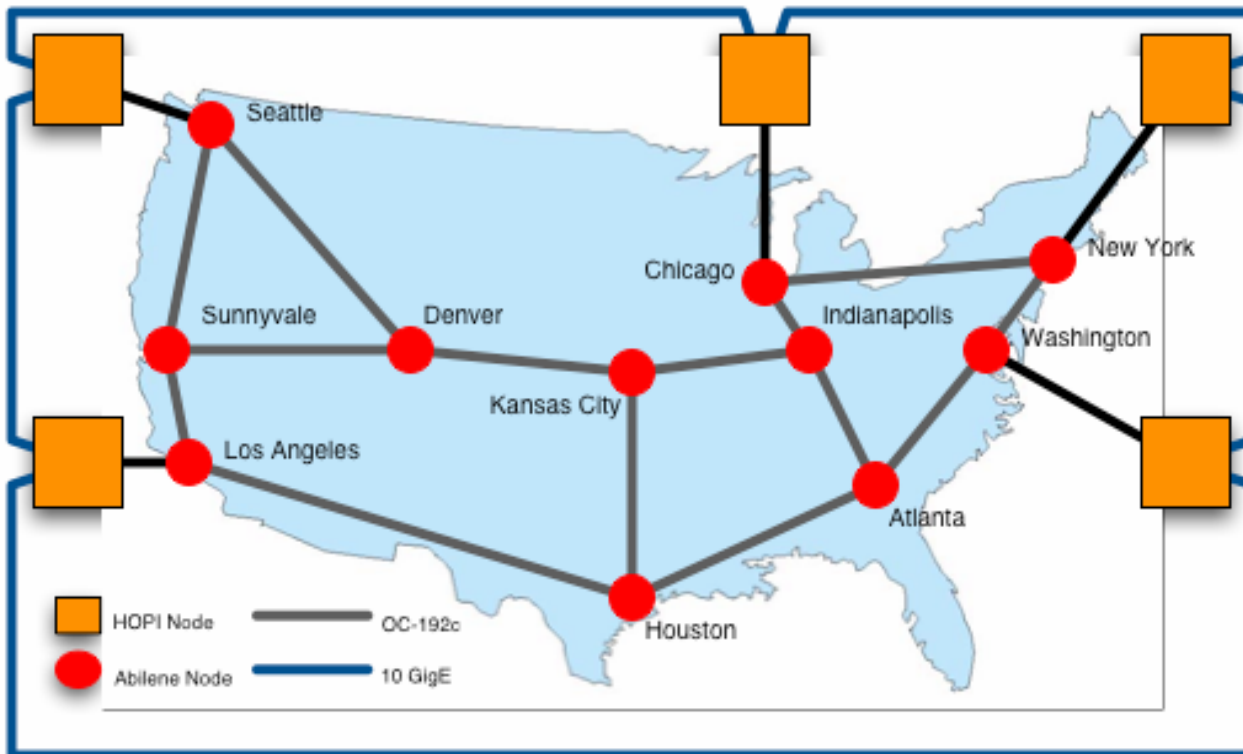 Seattle
New York
Chicago
Sunnyvale
Denver
Indianapolis
Washington
Kansas City
Los Angeles
Atlanta
HOPI Node
OC-192c
Houston
Abilene Node
10 GigE